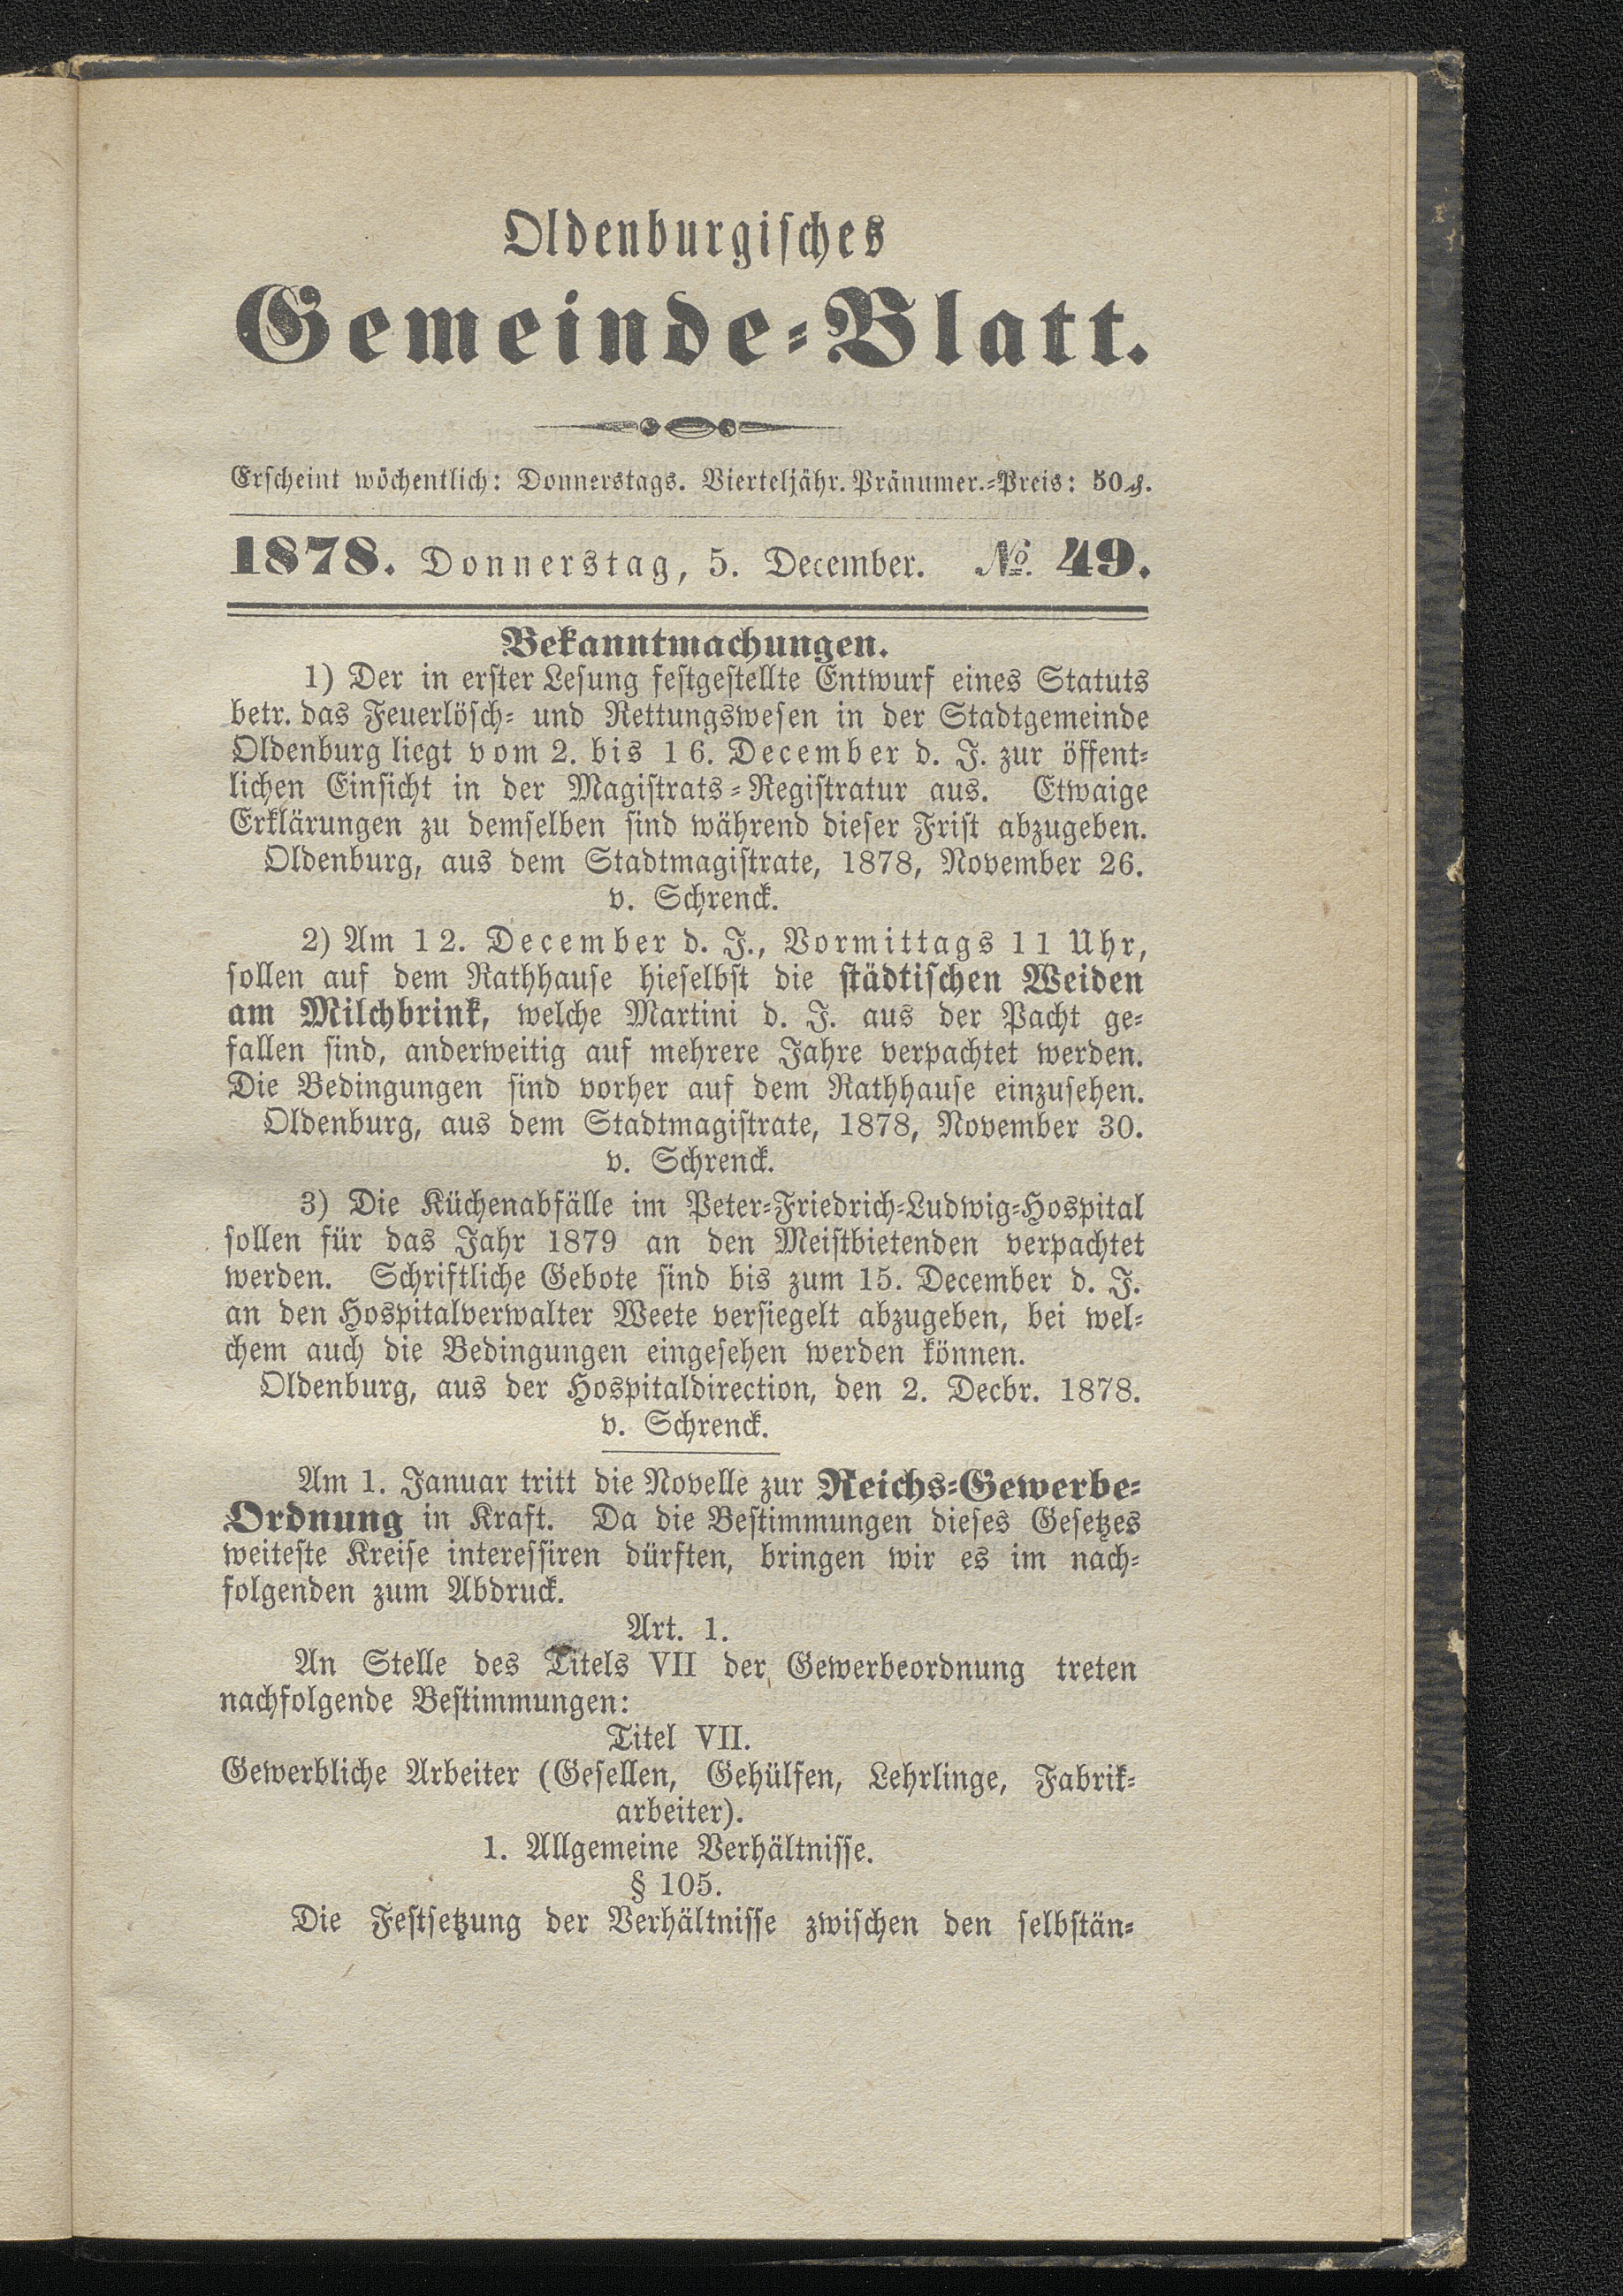 Oldenburgisches
Gemeinde-Blatt.
Erscheint wöchentlich: Donnerstags. Vierteljähr. Pränumer.-Preis: 50 ₰.
1878. Donnerstag, 5. December. № 49.
Bekanntmachungen.
1) Der in erster Lesung festgestellte Entwurf eines Statuts
betr. das Feuerlösch- und Rettungswesen in der Stadtgemeinde
Oldenburg liegt vom 2. bis 16. December d. J. zur öffent-
lichen Einsicht in der Magistrats-Registratur aus. Etwaige
Erklärungen zu demselben sind während dieser Frist abzugeben.
Oldenburg, aus dem Stadtmagistrate, 1878, November 26.
v. Schrenck.
2) Am 12. December d. J., Vormittags 11 Uhr,
sollen auf dem Rathhause hieselbst die städtischen Weiden
am Milchbrink, welche Martini d. J. aus der Pacht ge-
fallen sind, anderweitig auf mehrere Jahre verpachtet werden.
Die Bedingungen sind vorher auf dem Rathhause einzusehen.
Oldenburg, aus dem Stadtmagistrate, 1878, November 30.
v. Schrenck.
3) Die Küchenabfälle im Peter-Friedrich-Ludwig-Hospital
sollen für das Jahr 1879 an den Meistbietenden verpachtet
werden. Schriftliche Gebote sind bis zum 15. December d. J.
an den Hospitalverwalter Weete versiegelt abzugeben, bei wel-
chem auch die Bedingungen eingesehen werden können.
Oldenburg, aus der Hospitaldirection, den 2. Decbr. 1878.
v. Schrenck.
Am 1. Januar tritt die Novelle zur Reichs-Gewerbe-
Ordnung in Kraft. Da die Bestimmungen dieses Gesetzes
weiteste Kreise interessiren dürften, bringen wir es im nach-
folgenden zum Abdruck.
Art. 1.
An Stelle des Titels VII der Gewerbeordnung treten
nachfolgende Bestimmungen:
Titel VII.
Gewerbliche Arbeiter (Gesellen, Gehülfen, Lehrlinge, Fabrik-
arbeiter).
1. Allgemeine Verhältnisse.
§ 105.
Die Festsetzung der Verhältnisse zwischen den selbstän-